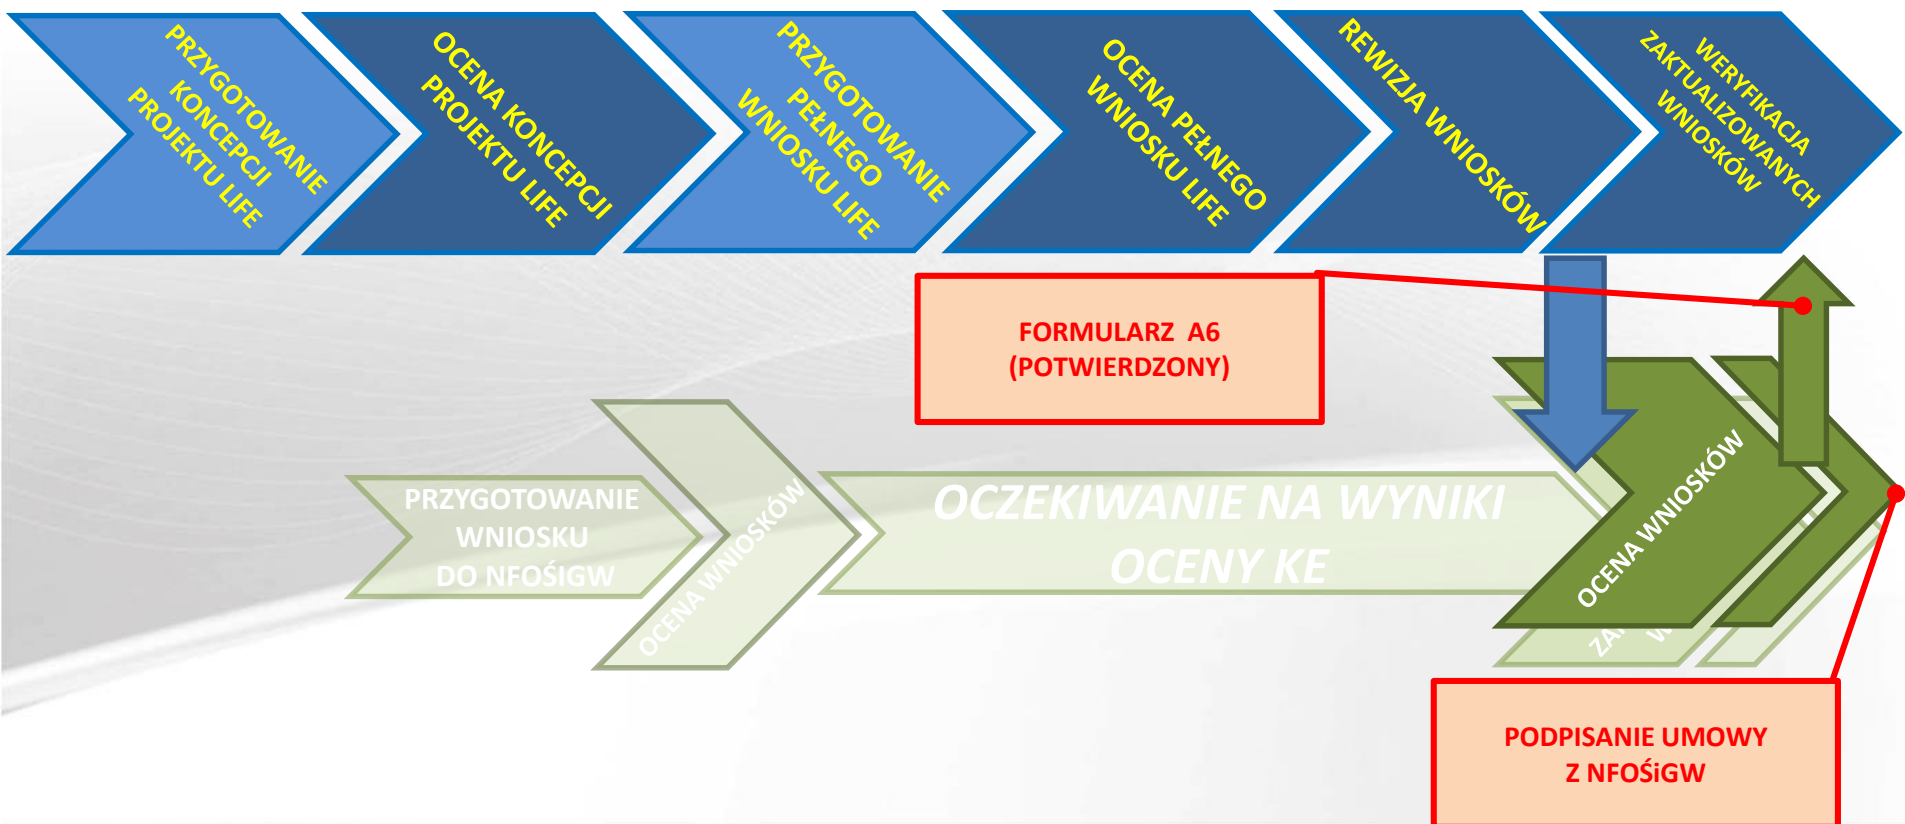 PRZYGOTOWANIE
KONCEPCJI
PROJEKTU LIFE
OCENA KONCEPCJI
PROJEKTU LIFE
PRZYGOTOWANIE
PEŁNEGO
WNIOSKU LIFE
OCENA PEŁNEGO
WNIOSKU LIFE
REWIZJA WNIOSKÓW
WERYFIKACJA
ZAKTUALIZOWANYCH
WNIOSKÓW
FORMULARZ A6
(POTWIERDZONY)
PRZYGOTOWANIE
WNIOSKU
DO NFOŚIGW
OCENA WNIOSKÓW
OCZEKIWANIE NA WYNIKI
OCENY KE
OCENA WNIOSKÓW
PODPISANIE UMOWY
Z NFOŚiGW